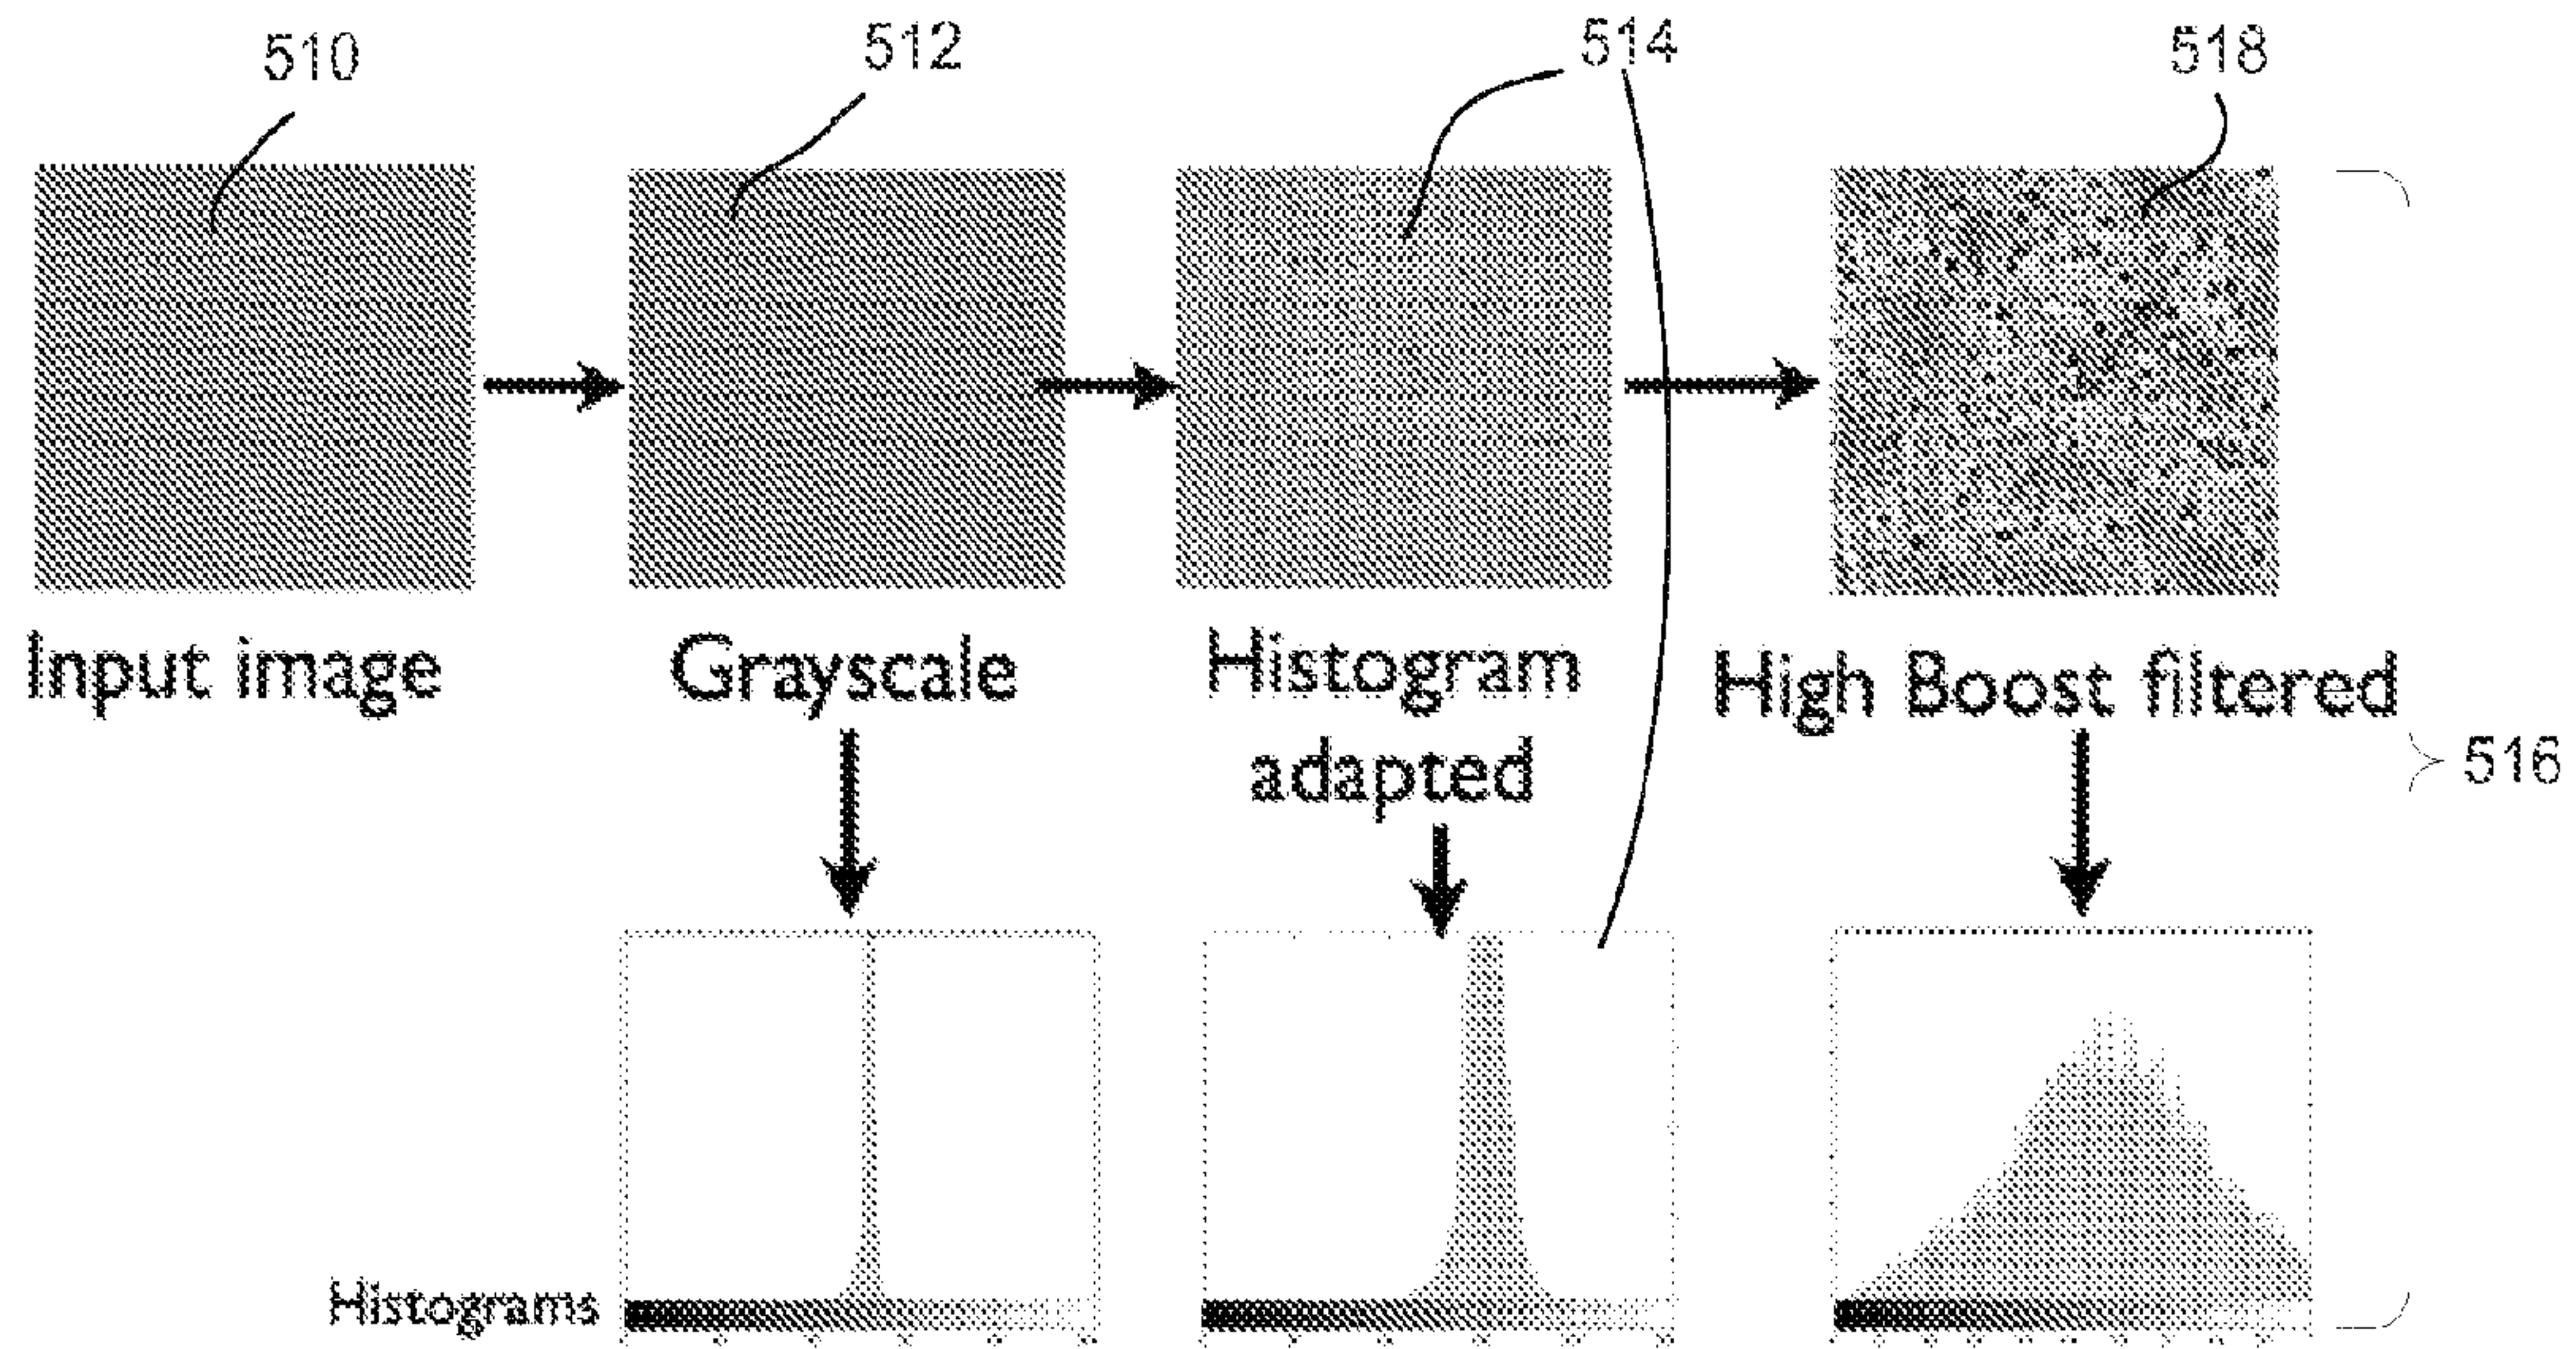 510
512
514
518
Input image
Grayscale
Histogram
adapted
High Boost filtered
516
Histograms